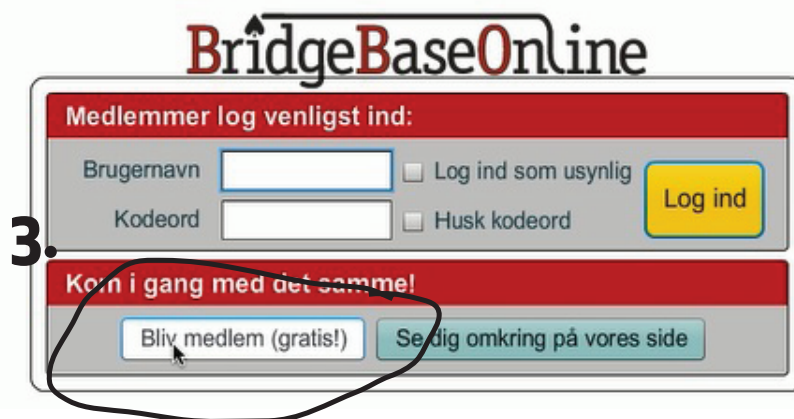 BridgeBaseOnline
Medlemmer log venligst ind:
Brugernavn Log ind som usynlig
Log ind
Kodeord Husk kodeord
3.
Kom i gang med det samme!
Bliv medlem (gratis!) Se dig omkring på vores side